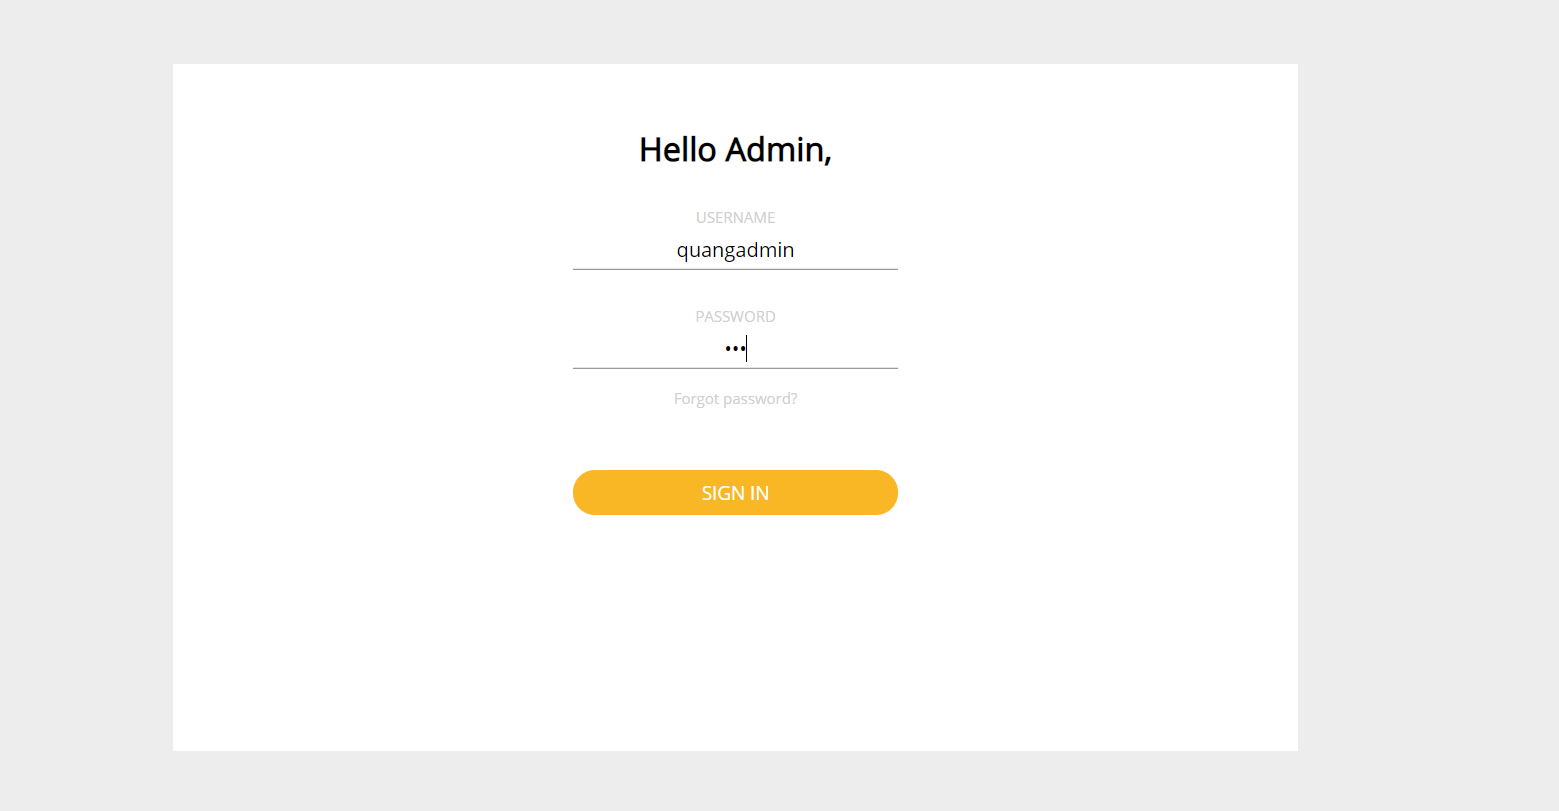 Hello Admin,
USERNAME
quangadmin
PASSWORD
•••
Forgot password?
SIGN IN